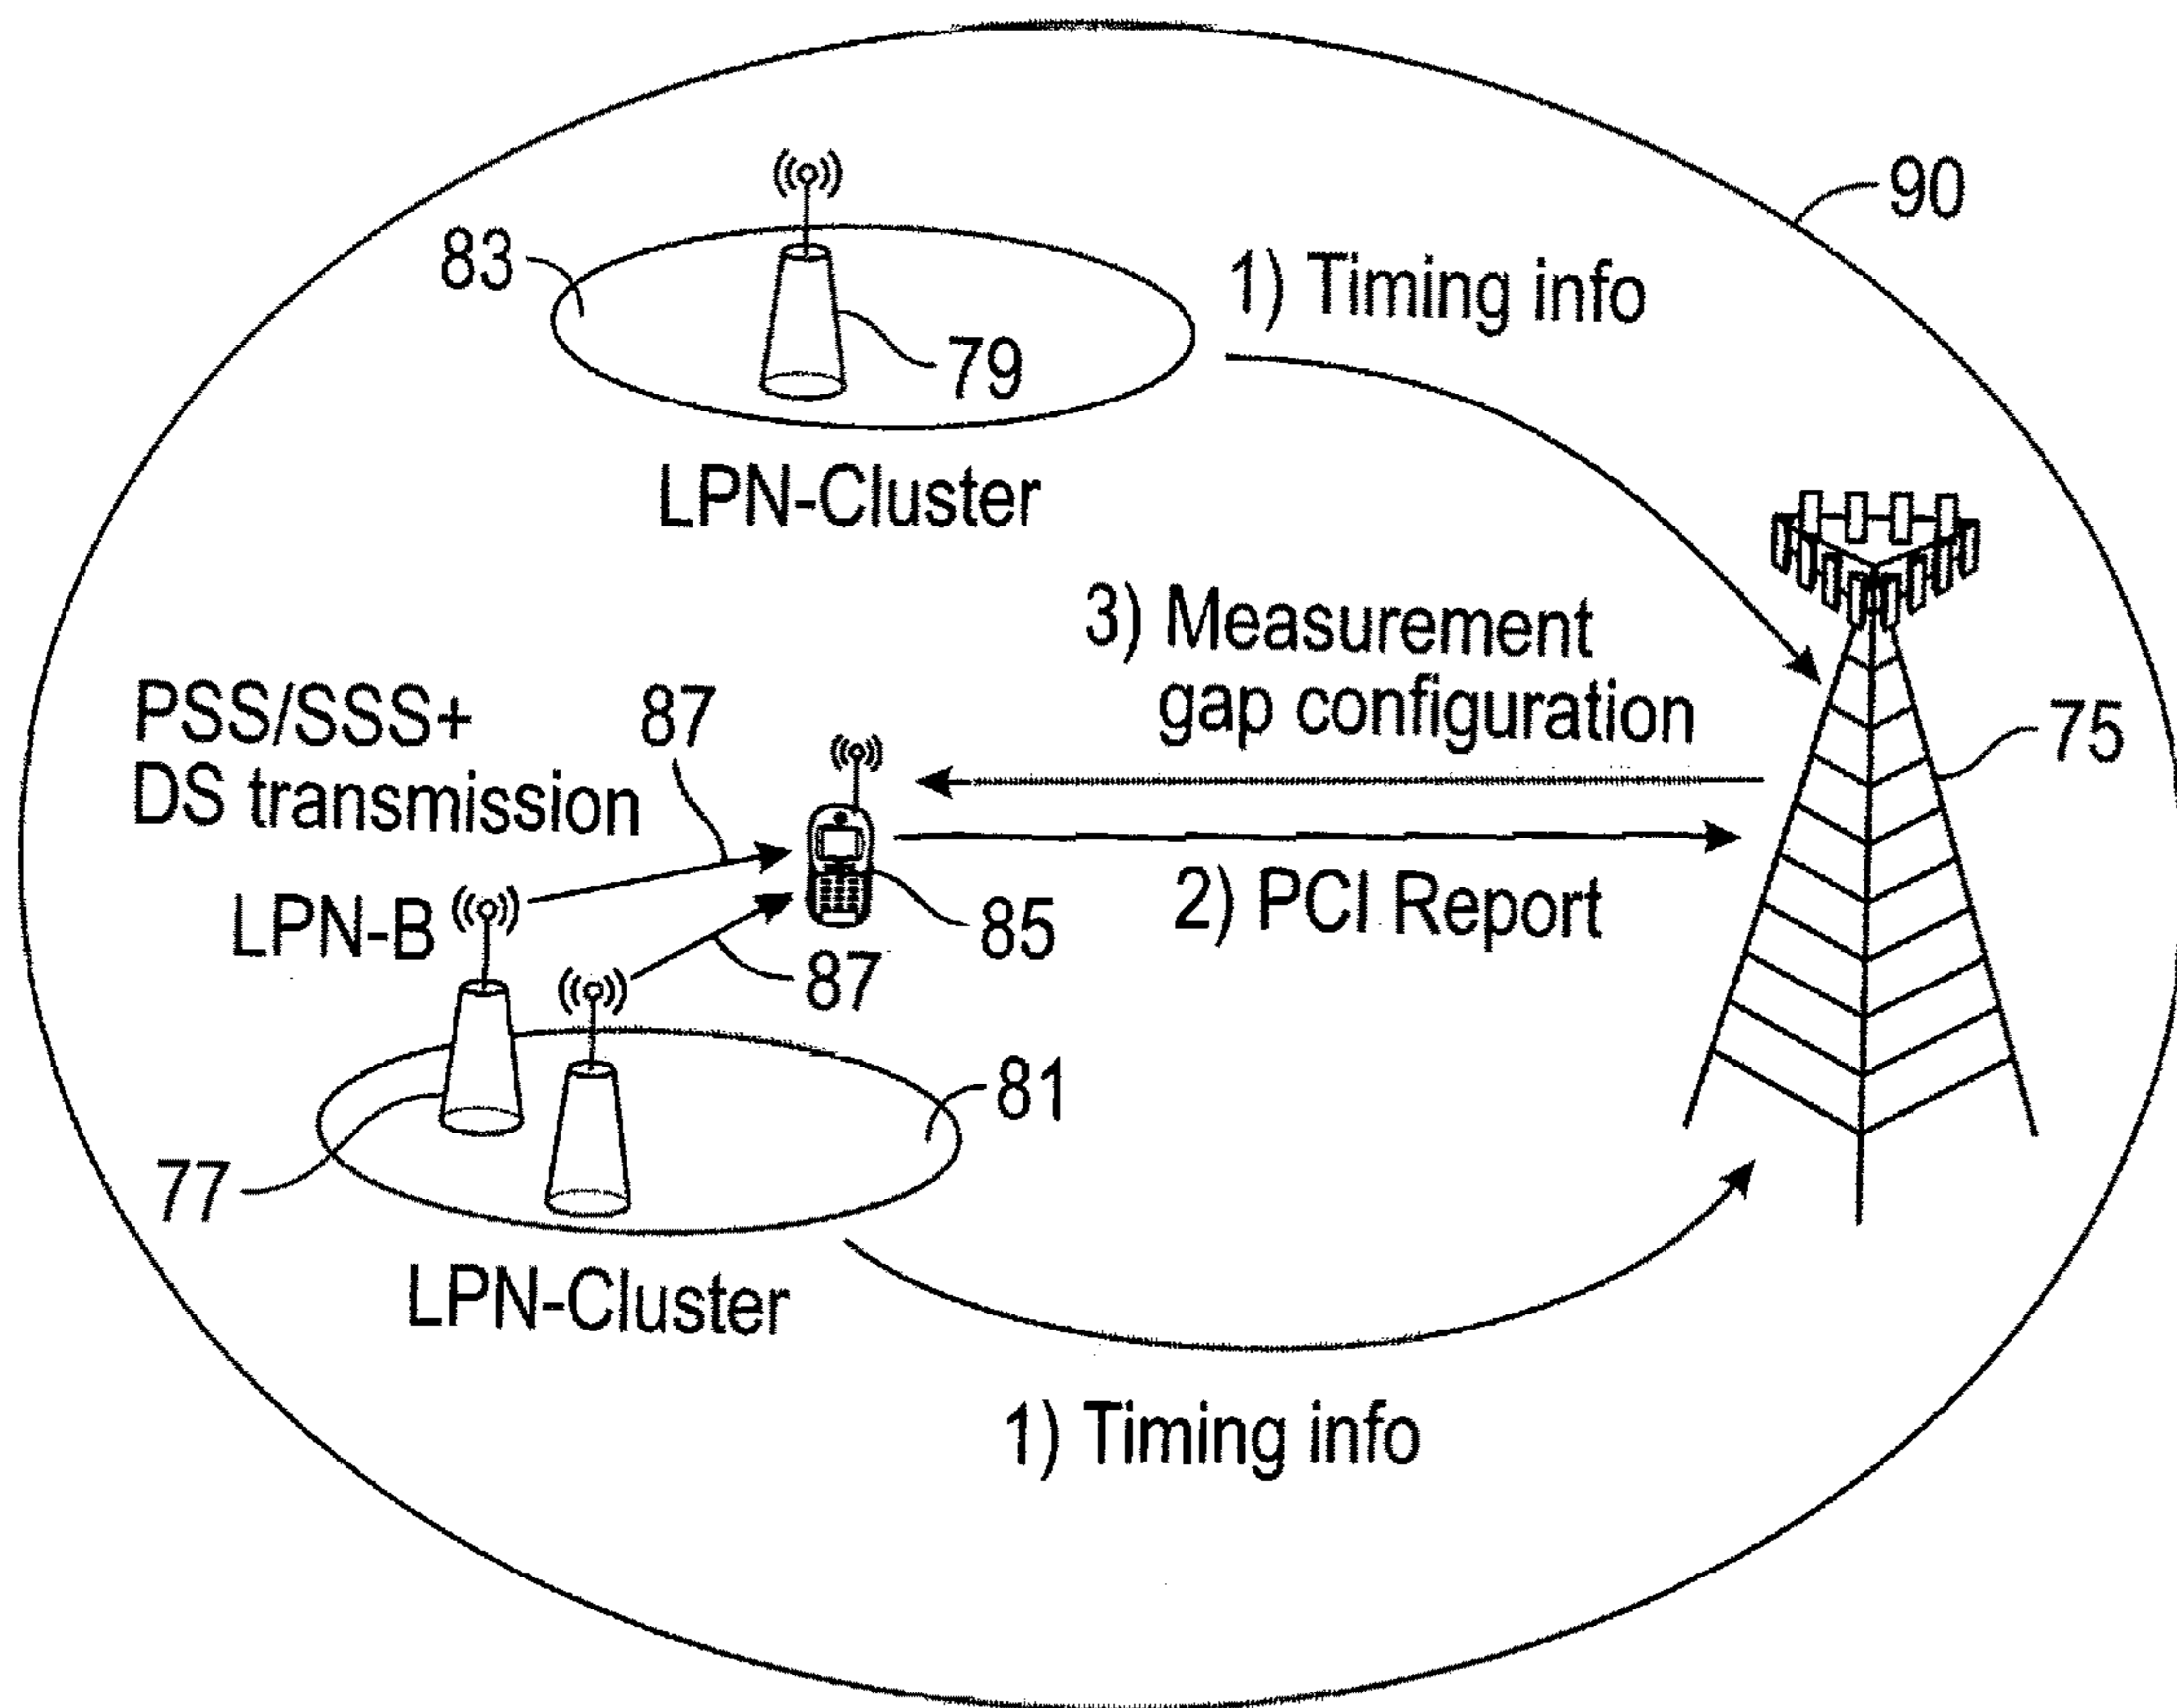 90
83
1) Timing info
79
LPN-Cluster
3) Measurement
gap configuration
PSS/SSS+
DS transmission
87
75
2) PCI Report
LPN-B
85
87
81
77
LPN-Cluster
1) Timing info